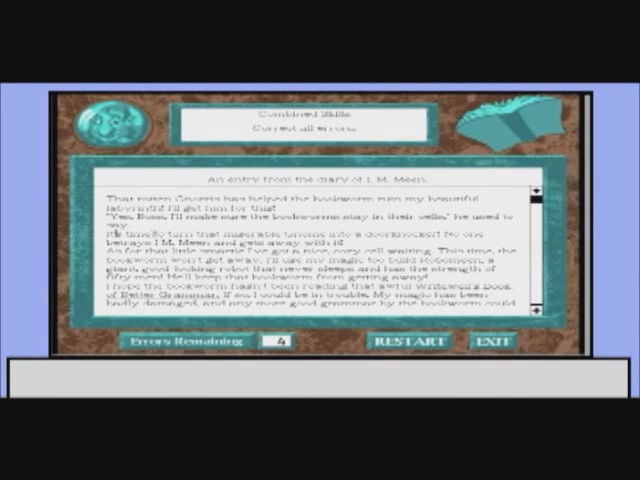 Combined Skills
Correct all errors.
An entry from the diary of I. M. Meen.
That rotten Gnorris has helped the bookworm ruin my beautiful
labyrinth! I'll get him for this!
"Yes, Boss, I'll make sure the bookworms stay in their cells," he used to
say.
It's time to turn that miserable Gnome into a doorknocker! No one
betrays I. M. Meen and gets away with it!
As for that little smartie I've got a nice, cozy cell waiting. This time, the
bookworm won't get away. I'll use my magic too build Robomeen, a
giant, good-looking robot that never sleeps and has the strength of
fifty men! He'll keep that bookworm from getting away!
I hope the bookworm hasn't been reading that awful Writewell's Book
of Better Grammar. If so, I could be in trouble. My magic has been
badly damaged, and any more good grammar by the bookworm could
Errors Remaining 4
RESTART
EXIT